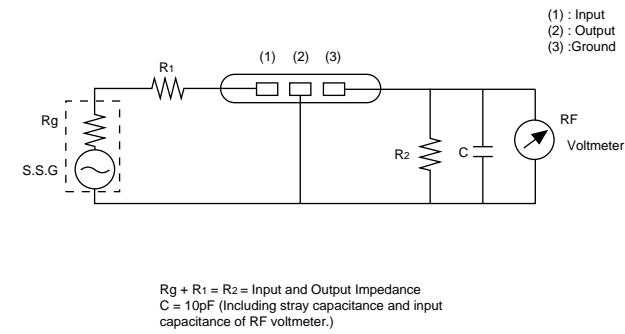 (1) : Input
(2) : Output
(3) :Ground
(1) (2) (3)
R1
Rg
S.S.G
R2
C
RF
Voltmeter
Rg + R1 = R2 = Input and Output Impedance
C = 10pF (Including stray capacitance and input
capacitance of RF voltmeter.)